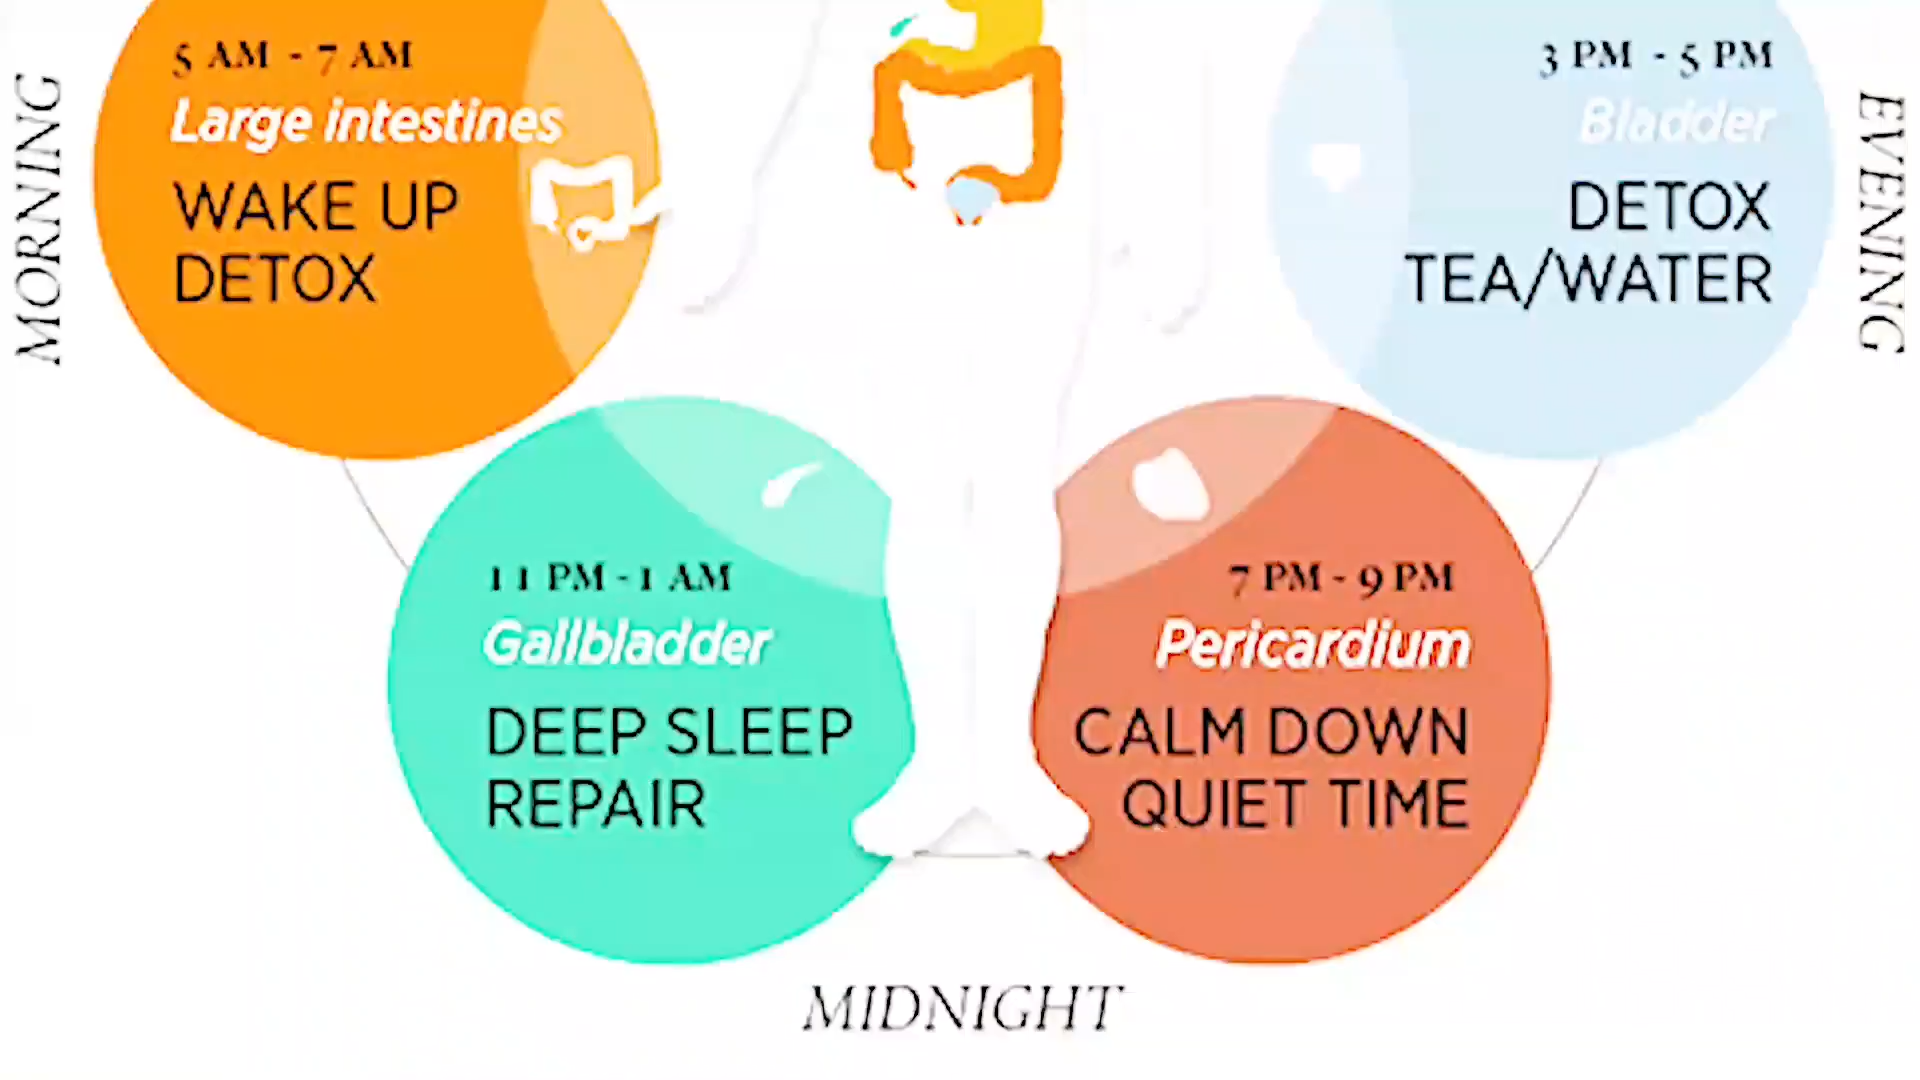 MORNING
5 AM - 7 AM
Large intestines
WAKE UP
DETOX
3 PM - 5 PM
Bladder
DETOX
TEA/WATER
EVENING
11 PM - 1 AM
Gallbladder
DEEP SLEEP
REPAIR
7 PM - 9 PM
Pericardium
CALM DOWN
QUIET TIME
MIDNIGHT